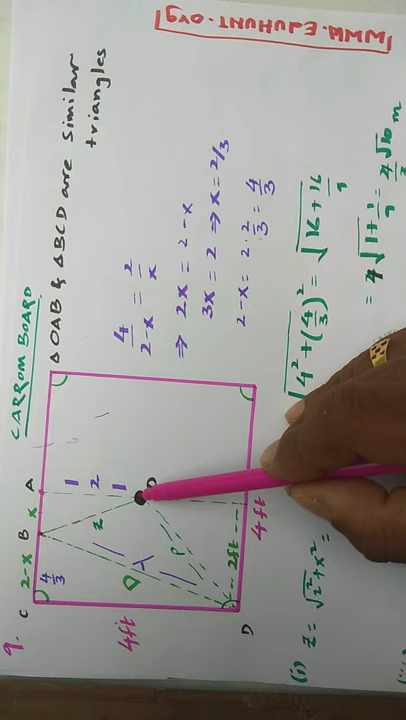 www.EduHunt.org
9. CARROM BOARD
ΔOAB & ΔBCD are similar
triangles
C 2-x B x A
4/3
1
2
1
z
y
P
4ft
2ft
4ft
D
4/2-x = 2/x
⇒ 2x = 2-x
3x = 2 ⇒ x = 2/3
2-x = 2·2/3 = 4/3
√4²+(4/3)² = √16+16/9
= 4√1+1/9 = 4/3√10 m
(i) z = √2²+x² =